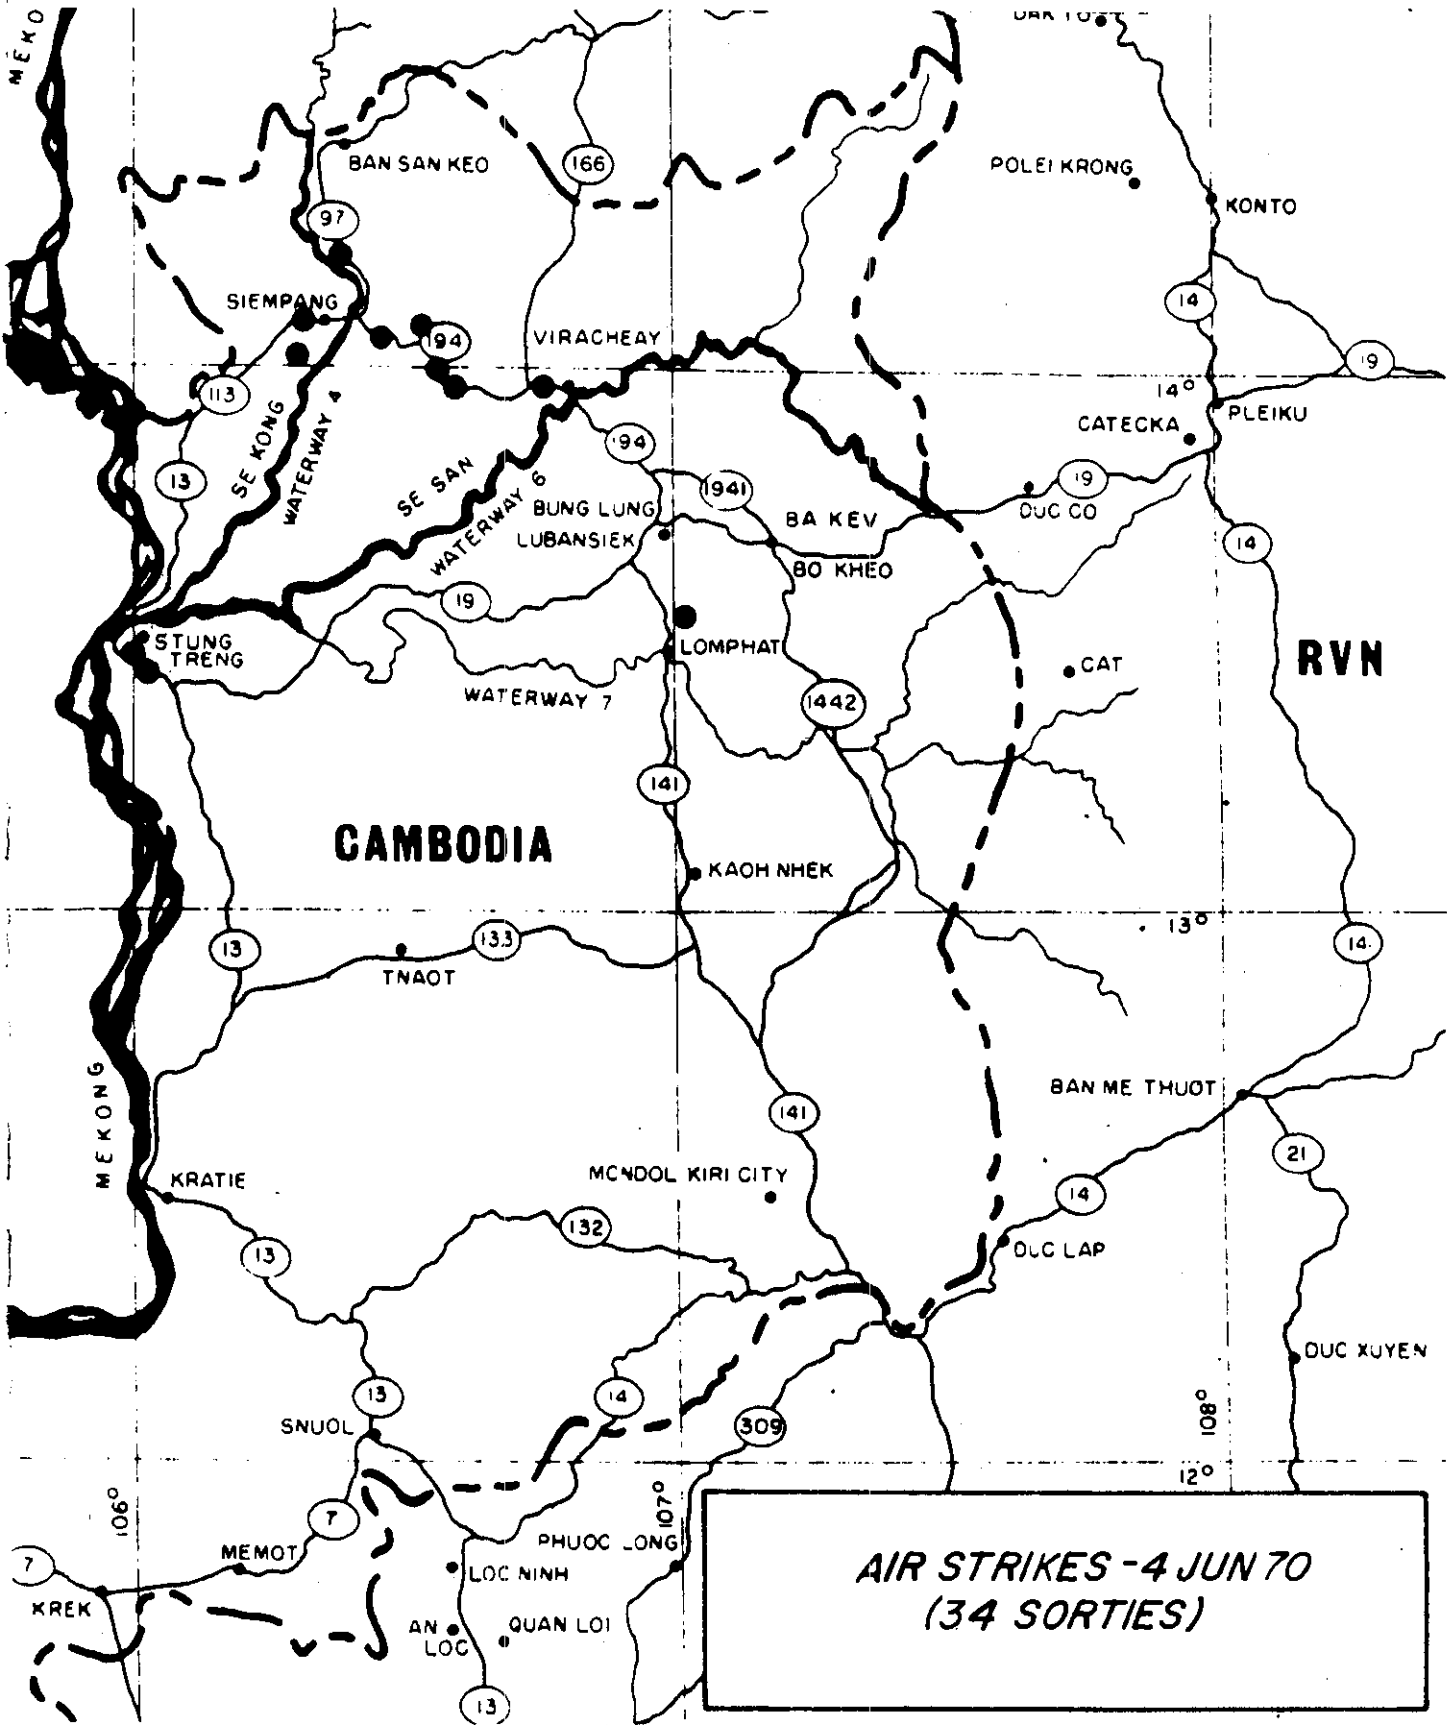 MEKO
DAK TO
BAN SAN KEO
166
POLEI KRONG
KONTO
97
SIEMPANG
14
194
VIRACHEAY
19
113
14°
PLEIKU
CATECKA
SE KONG
WATERWAY 4
13
194
SE SAN
WATERWAY 6
1941
19
BUNG LUNG
DUC CO
BA KEV
LUBANSIEK
14
BO KHEO
19
STUNG
TRENG
LOMPHAT
CAT
RVN
WATERWAY 7
1442
141
CAMBODIA
KAOH NHEK
13
133
13°
14
TNAOT
MEKONG
BAN ME THUOT
141
21
KRATIE
MONDOL KIRI CITY
14
13
132
DUC LAP
DUC XUYEN
13
14
SNUOL
309
108°
12°
106°
107°
7
7
MEMOT
PHUOC LONG
LOC NINH
KREK
AN
LOC
QUAN LOI
13
AIR STRIKES - 4 JUN 70
(34 SORTIES)